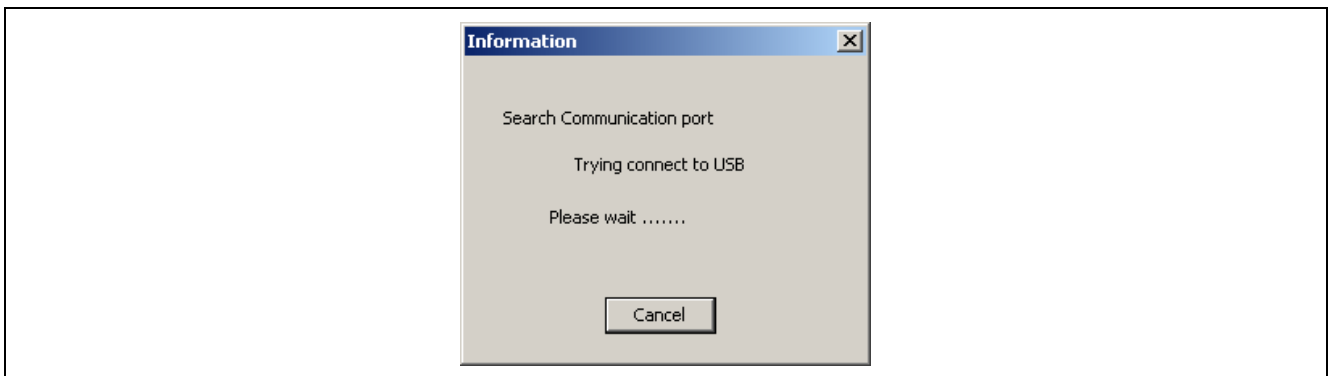 Information
Search Communication port
Trying connect to USB
Please wait .......
Cancel